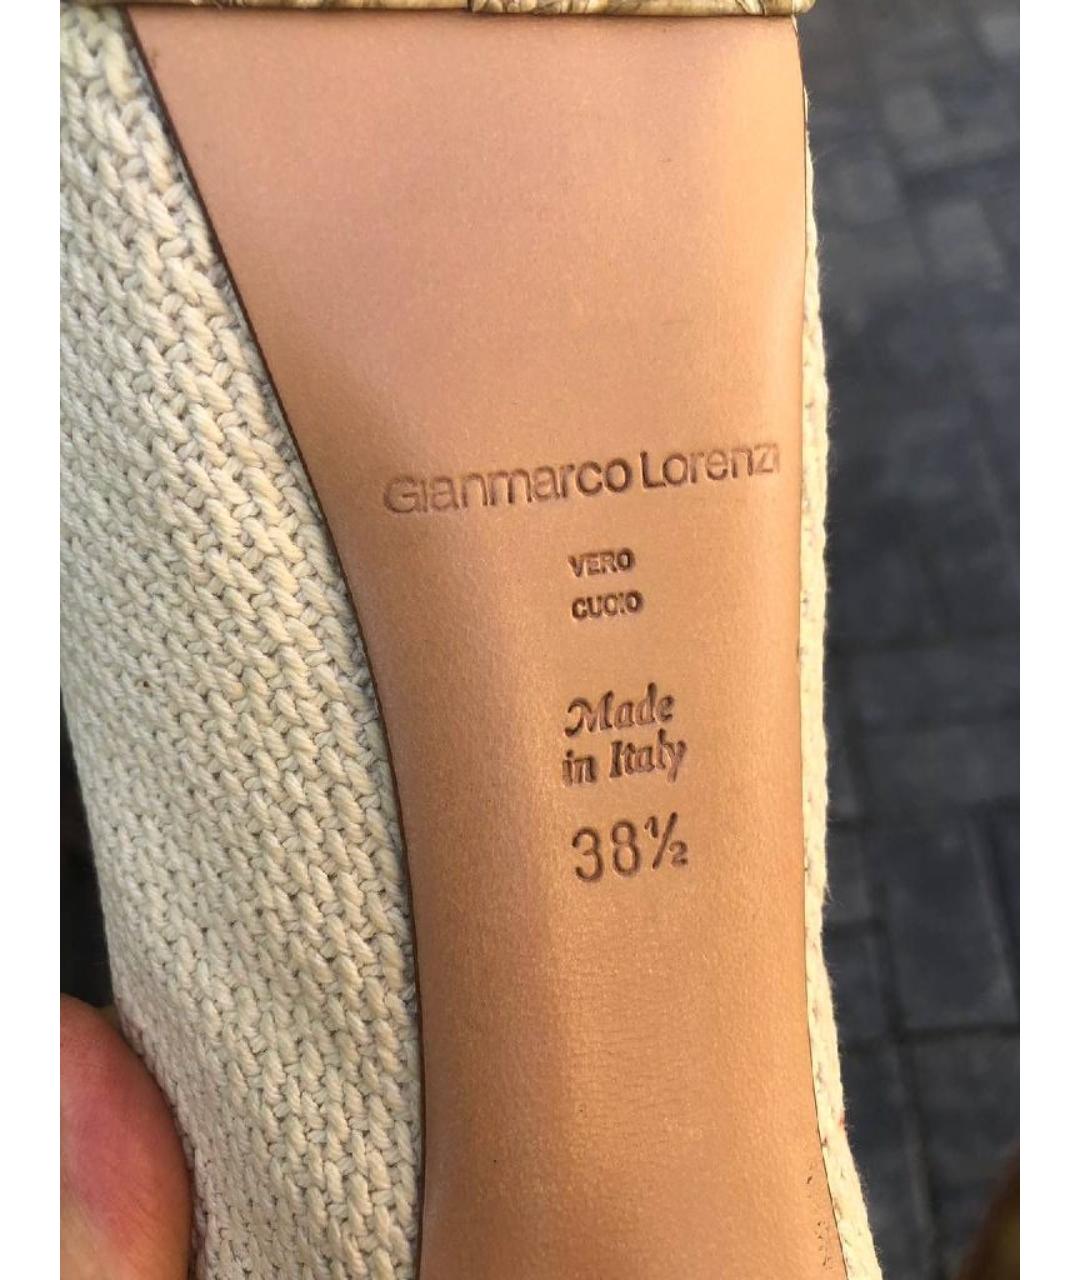 Gianmarco Lorenzi
VERO
CUOIO
Made
in Italy
38½